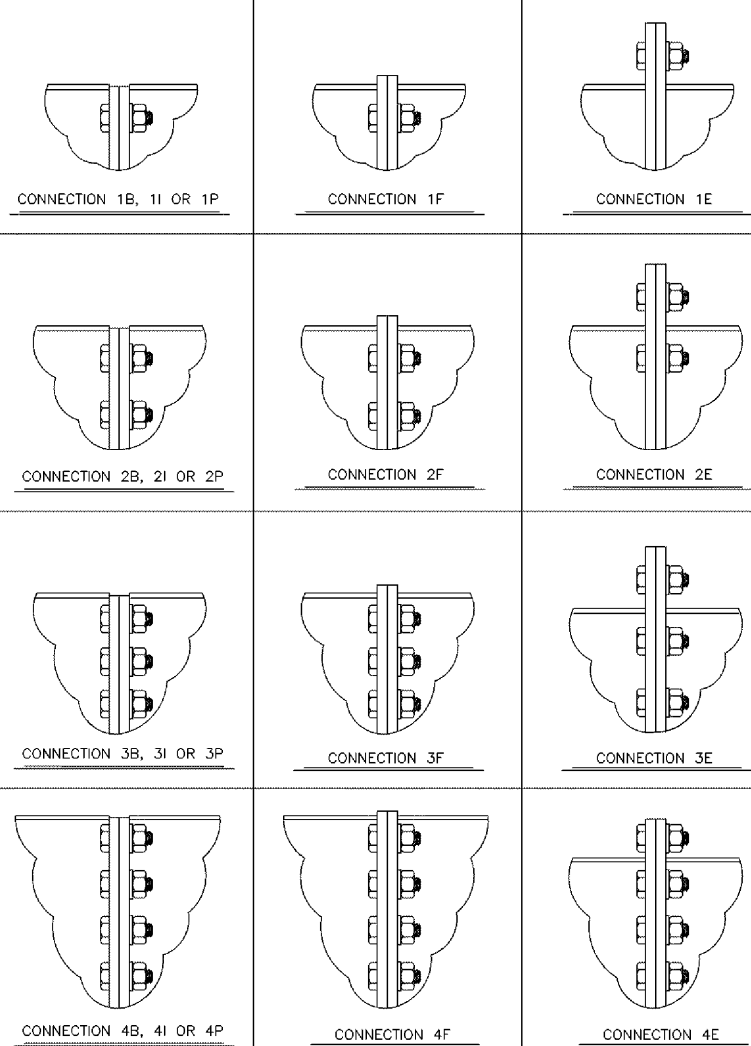 CONNECTION 1B, 1I OR 1P
CONNECTION 1F
CONNECTION 1E
CONNECTION 2B, 2I OR 2P
CONNECTION 2F
CONNECTION 2E
CONNECTION 3B, 3I OR 3P
CONNECTION 3F
CONNECTION 3E
CONNECTION 4B, 4I OR 4P
CONNECTION 4F
CONNECTION 4E